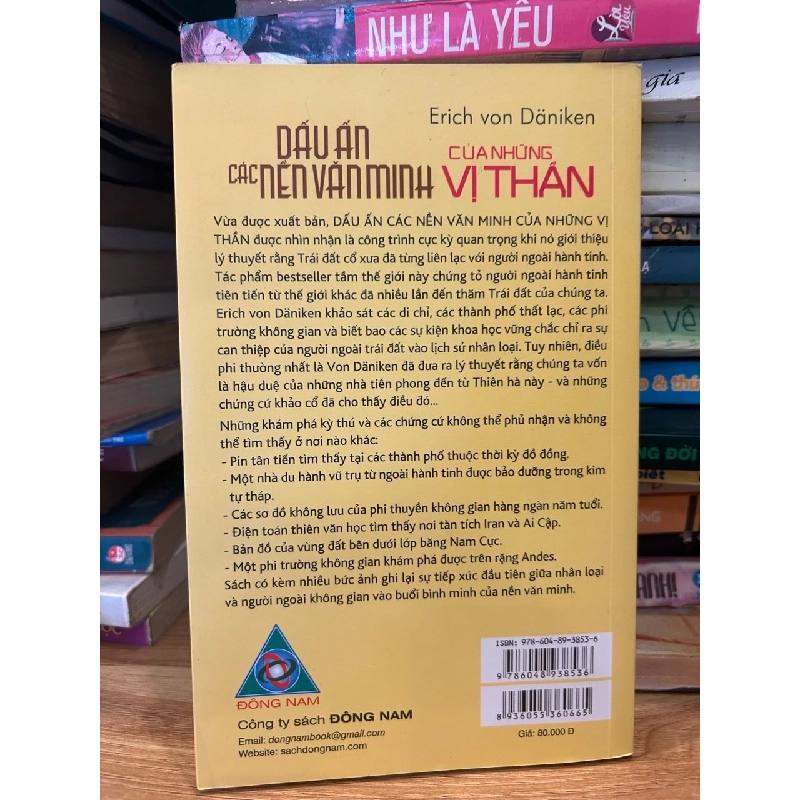 NHƯ LÀ YÊU
Lời Yêu
gia
Erich von Däniken
DẤU ẤN
CÁC NỀN VĂN MINH
CỦA NHỮNG
VỊ THẦN
Vừa được xuất bản, DẤU ẤN CÁC NỀN VĂN MINH CỦA NHỮNG VỊ
THẦN được nhìn nhận là công trình cực kỳ quan trọng khi nó giới thiệu
lý thuyết rằng Trái đất cổ xưa đã từng liên lạc với người ngoài hành tinh.
Tác phẩm bestseller tầm thế giới này chứng tỏ người ngoài hành tinh
tiên tiến từ thế giới khác đã nhiều lần đến thăm Trái đất của chúng ta.
Erich von Däniken khảo sát các di chỉ, các thành phố thất lạc, các phi
trường không gian và biết bao các sự kiện khoa học vững chắc chỉ ra sự
can thiệp của người ngoài trái đất vào lịch sử nhân loại. Tuy nhiên, điều
phi thường nhất là Von Däniken đã đưa ra lý thuyết rằng chúng ta vốn
là hậu duệ của những nhà tiên phong đến từ Thiên hà này - và những
chứng cứ khảo cổ đã cho thấy điều đó...
Những khám phá kỳ thú và các chứng cứ không thể phủ nhận và không
thể tìm thấy ở nơi nào khác:
- Pin tân tiến tìm thấy tại các thành phố thuộc thời kỳ đồ đồng.
- Một nhà du hành vũ trụ từ ngoài hành tinh được bảo dưỡng trong kim
tự tháp.
- Các sơ đồ không lưu của phi thuyền không gian hàng ngàn năm tuổi.
- Điện toán thiên văn học tìm thấy nơi tàn tích Iran và Ai Cập.
- Bản đồ của vùng đất bên dưới lớp băng Nam Cực.
- Một phi trường không gian khám phá được trên rặng Andes.
Sách có kèm nhiều bức ảnh ghi lại sự tiếp xúc đầu tiên giữa nhân loại
và người ngoài không gian vào buổi bình minh của nền văn minh.
ĐÔNG NAM
Công ty sách ĐÔNG NAM
Email: dongnambook@gmail.com
Website: sachdongnam.com
ISBN: 978-604-89-3853-6
9 786048 938536
8 936055 360665
Giá: 80.000 Đ
LOÀI
VỀ
& thú
NG ĐỜI
biết
ANH!